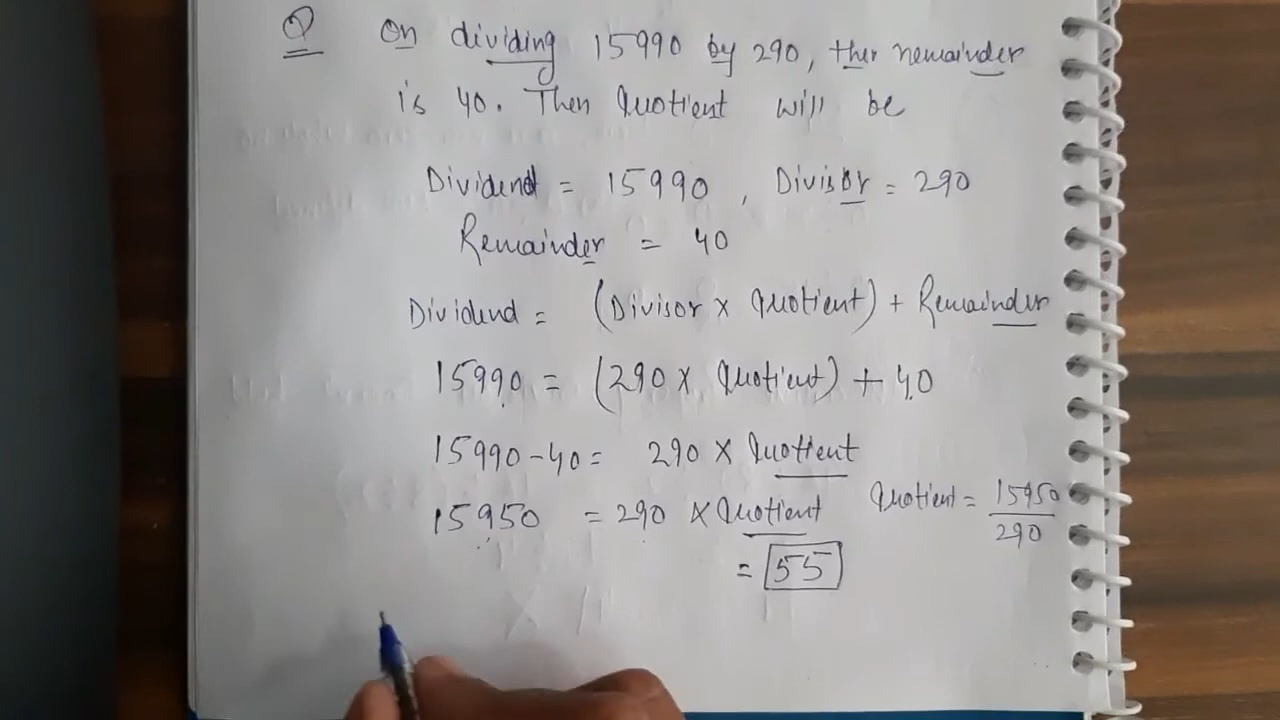 Q On dividing 15990 by 290, ther remainder
is 40. Then Quotient will be
Dividend = 15990, Divisor = 290
Remainder = 40
Dividend = (Divisor x Quotient) + Remainder
15990 = (290 x Quotient) + 40
15990 - 40 = 290 x Quotient
15950 = 290 x Quotient
Quotient = 15950/290
= 55